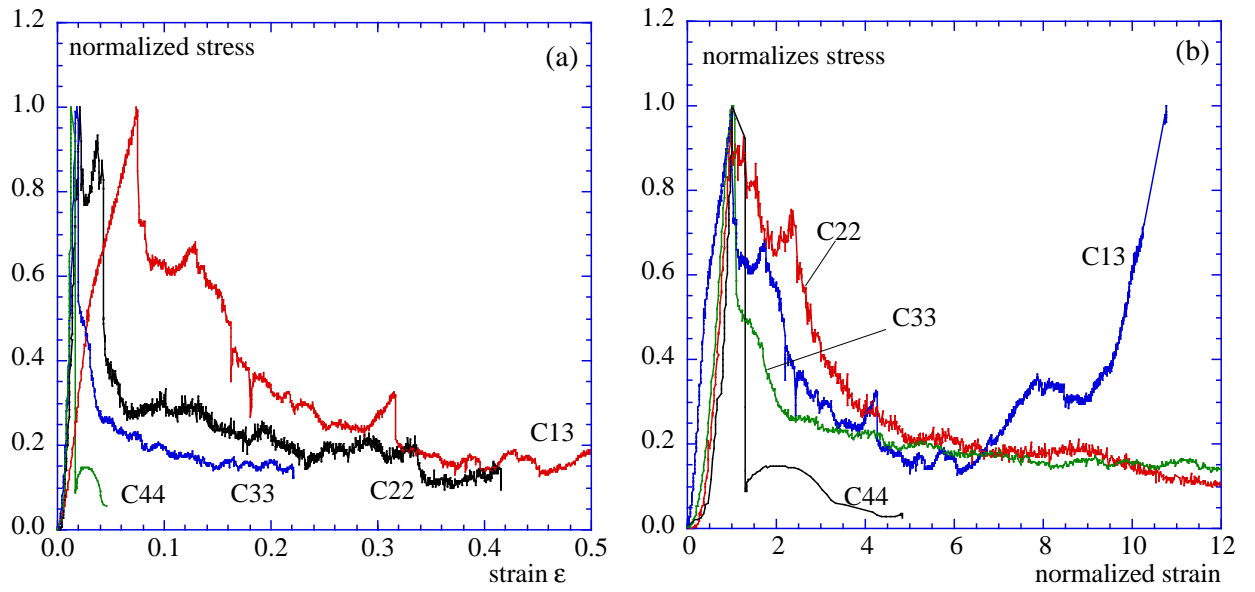 1.2
normalized stress
(a)
1.0
0.8
0.6
0.4
0.2
0.0
C13
C44
C33
C22
0.0
0.1
0.2
0.3
0.4
0.5
strain ε
1.2
normalizes stress
(b)
1.0
0.8
0.6
0.4
0.2
0.0
C22
C13
C33
C44
0
2
4
6
8
10
12
normalized strain